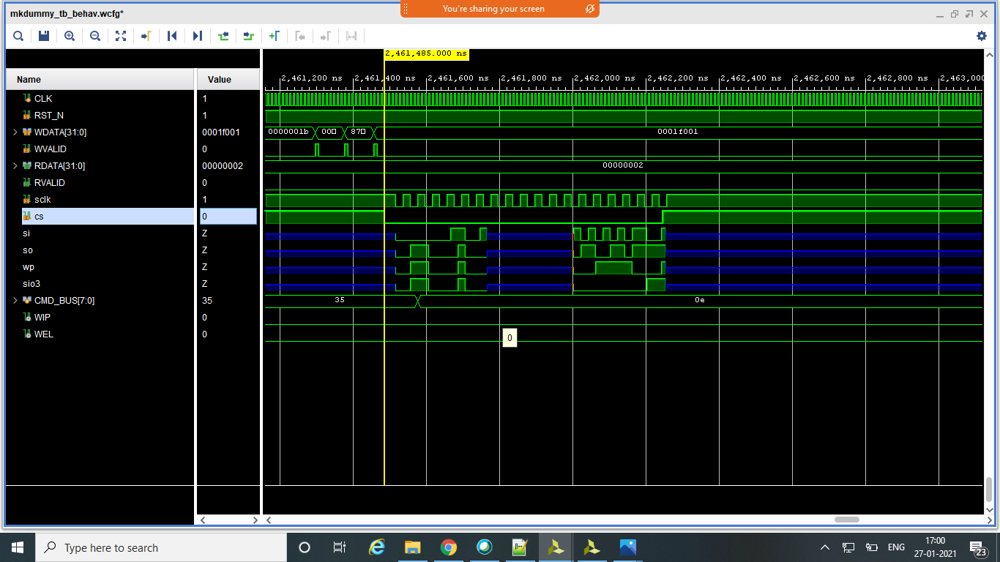 mkdummy_tb_behav.wcfg*
You're sharing your screen
2,461,485.000 ns
Name Value
2,461,200 ns 2,461,400 ns 2,461,600 ns 2,461,800 ns 2,462,000 ns 2,462,200 ns 2,462,400 ns 2,462,600 ns 2,462,800 ns 2,463,000
CLK 1
RST_N 1
WDATA[31:0] 0001f001 0000001b 00 87 0001f001
WVALID 0
RDATA[31:0] 00000002 00000002
RVALID 0
sclk 1
cs 0
si Z
so Z
wp Z
sio3 Z
CMD_BUS[7:0] 35 35 0e
WIP 0
WEL 0
0
Type here to search
ENG
17:00
27-01-2021
23